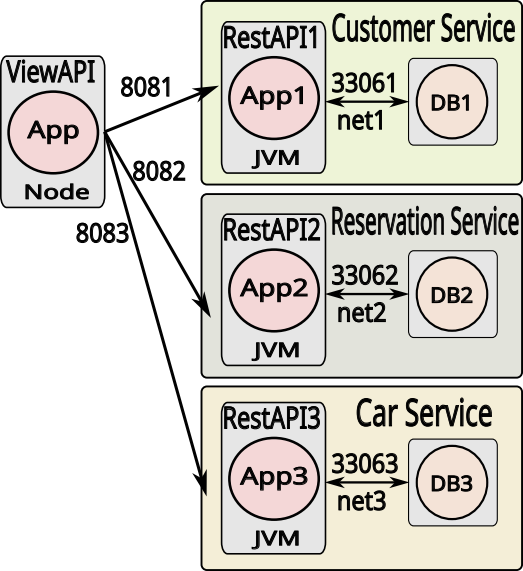 ViewAPI
App
Node
8081
8082
8083
Customer Service
RestAPI1
App1
JVM
33061
net1
DB1
Reservation Service
RestAPI2
App2
JVM
33062
net2
DB2
Car Service
RestAPI3
App3
JVM
33063
net3
DB3